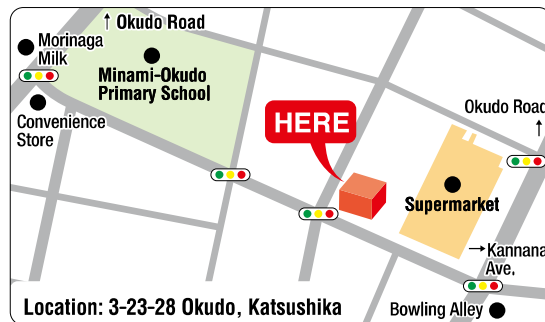 ↑ Okudo Road
Morinaga
Milk
Minami-Okudo
Primary School
Convenience
Store
HERE
Okudo Road
↑
Supermarket
→Kannana
Ave.
Bowling Alley
Location: 3-23-28 Okudo, Katsushika